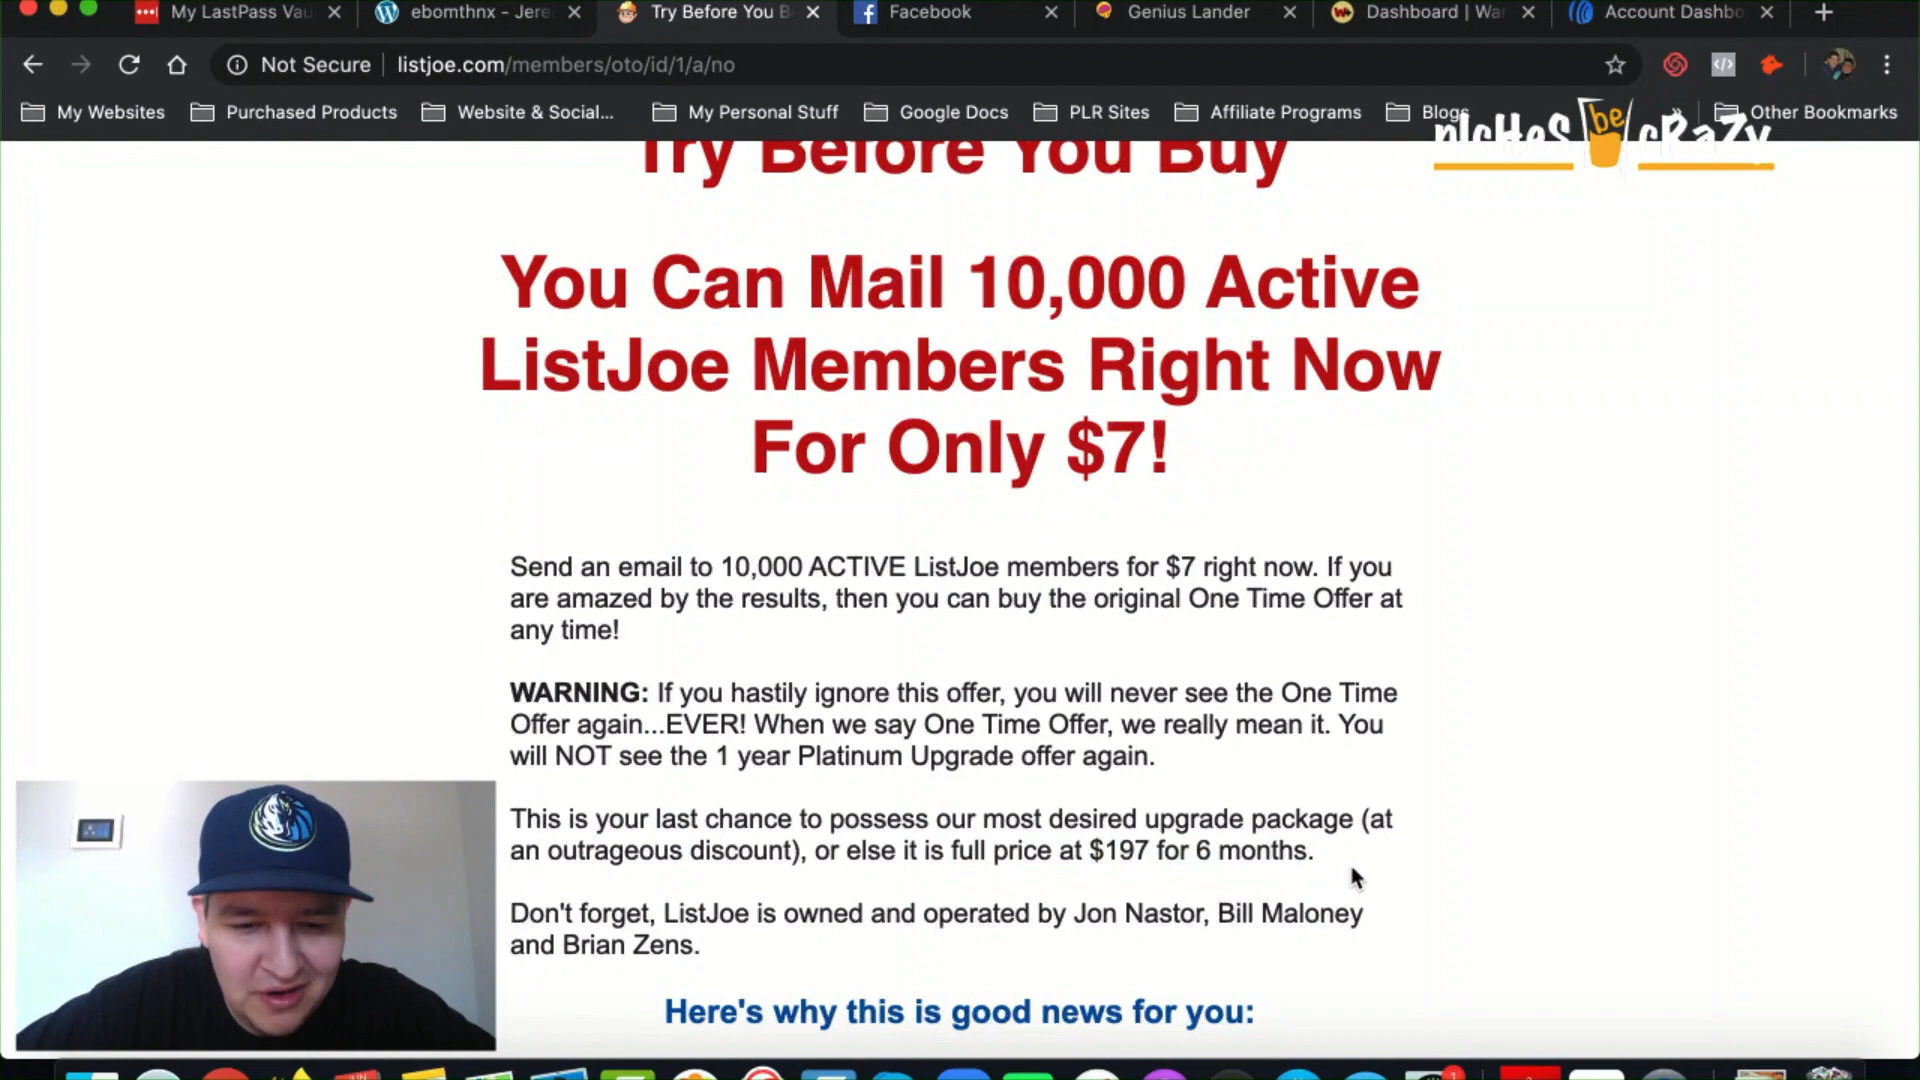 My LastPass Vau
ebomthnx - Jere
Try Before You B
Facebook
Genius Lander
Dashboard | Wa
Account Dashbo
Not Secure
listjoe.com/members/oto/id/1/a/no
My Websites
Purchased Products
Website & Social...
My Personal Stuff
Google Docs
PLR Sites
Affiliate Programs
Blogs
Other Bookmarks
nicHes be cRaZy
Try Before You Buy
You Can Mail 10,000 Active
ListJoe Members Right Now
For Only $7!
Send an email to 10,000 ACTIVE ListJoe members for $7 right now. If you
are amazed by the results, then you can buy the original One Time Offer at
any time!
WARNING: If you hastily ignore this offer, you will never see the One Time
Offer again...EVER! When we say One Time Offer, we really mean it. You
will NOT see the 1 year Platinum Upgrade offer again.
This is your last chance to possess our most desired upgrade package (at
an outrageous discount), or else it is full price at $197 for 6 months.
Don't forget, ListJoe is owned and operated by Jon Nastor, Bill Maloney
and Brian Zens.
Here's why this is good news for you: